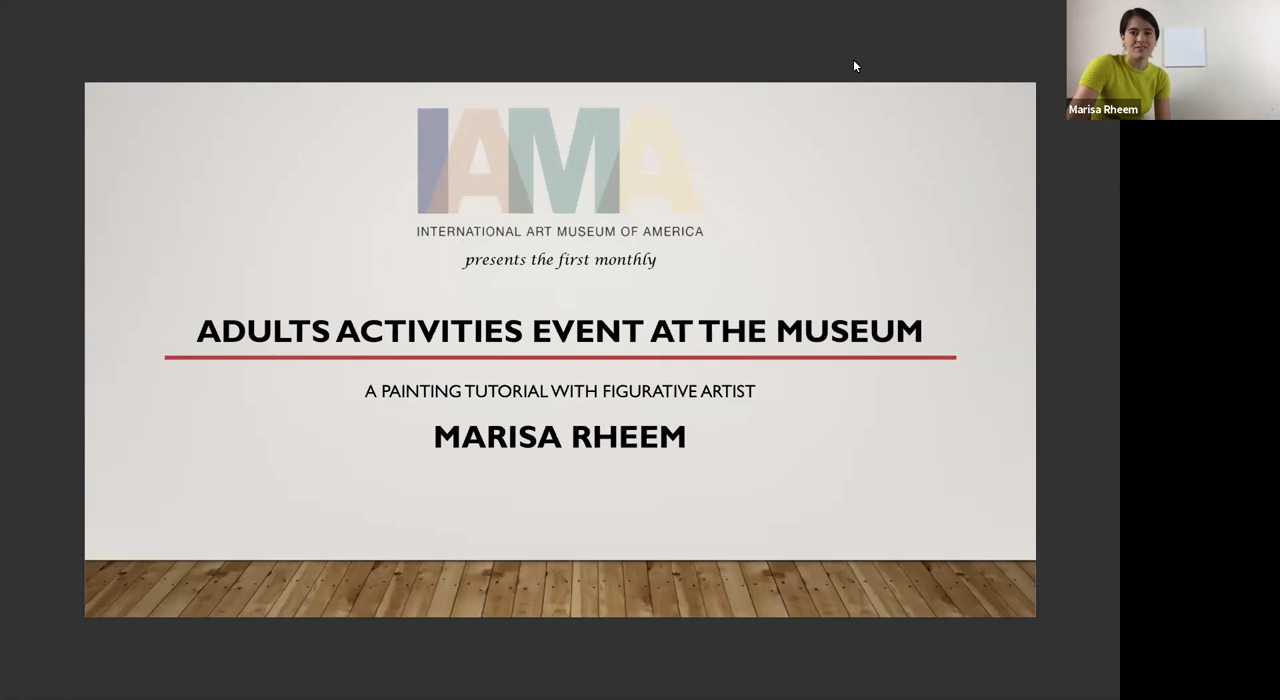 IAMA
INTERNATIONAL ART MUSEUM OF AMERICA
presents the first monthly
ADULTS ACTIVITIES EVENT AT THE MUSEUM
A PAINTING TUTORIAL WITH FIGURATIVE ARTIST
MARISA RHEEM
Marisa Rheem